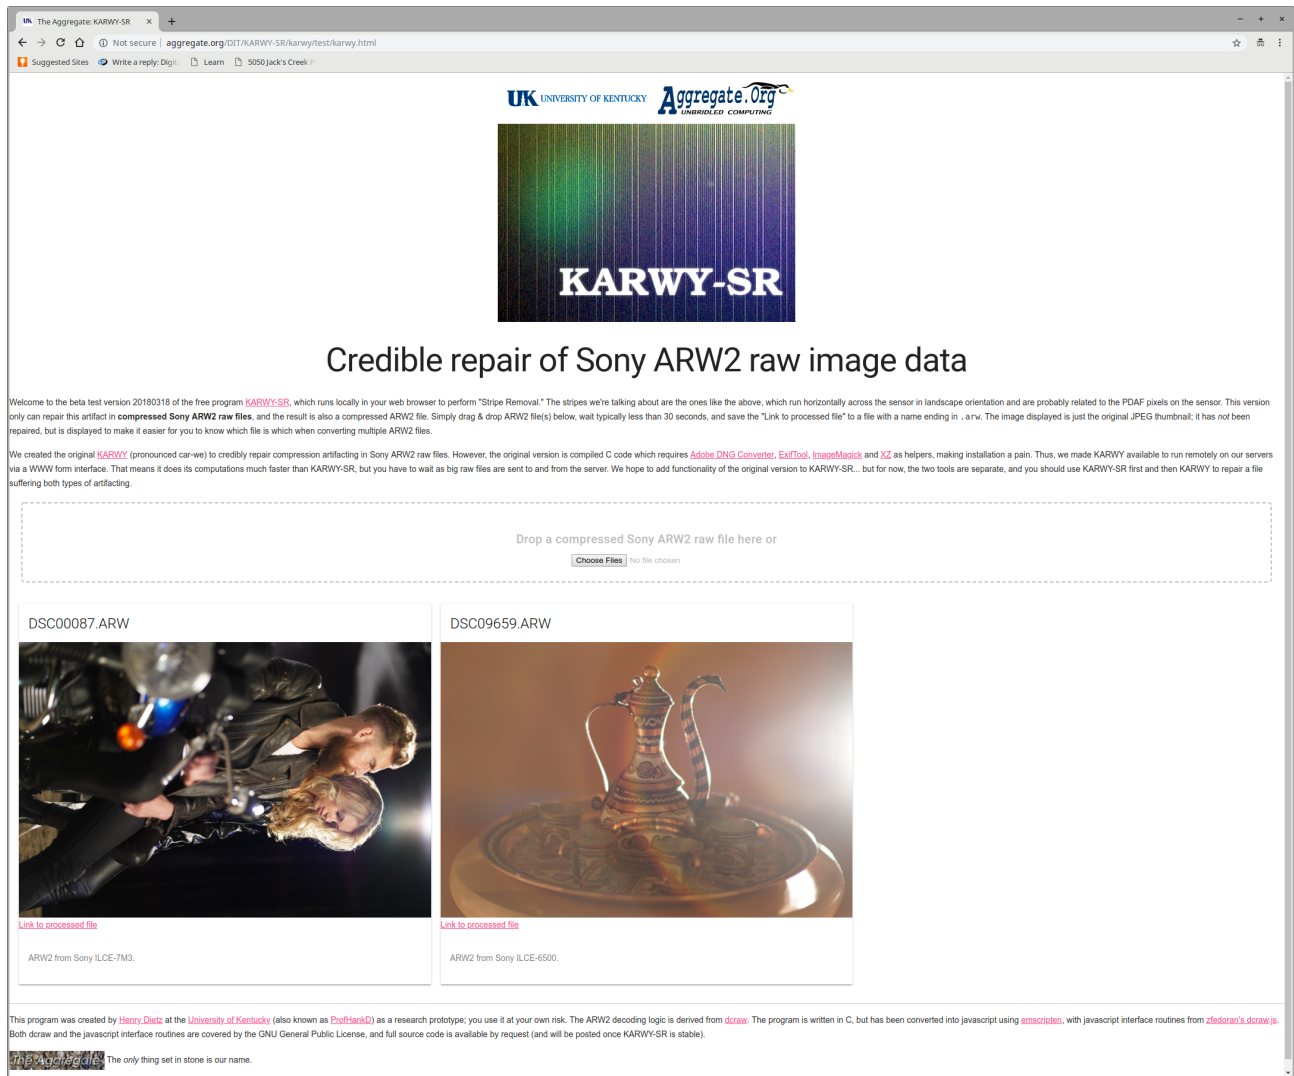 UK The Aggregate: KARWY-SR × +
Not secure | aggregate.org/DIT/KARWY-SR/karwy/test/karwy.html
Suggested Sites Write a reply: Digit Learn 5050 Jack's Creek
UK UNIVERSITY OF KENTUCKY Aggregate.Org
UNBRIDLED COMPUTING
KARWY-SR
Credible repair of Sony ARW2 raw image data
Welcome to the beta test version 20180318 of the free program KARWY-SR, which runs locally in your web browser to perform "Stripe Removal." The stripes we're talking about are the ones like the above, which run horizontally across the sensor in landscape orientation and are probably related to the PDAF pixels on the sensor. This version
only can repair this artifact in compressed Sony ARW2 raw files, and the result is also a compressed ARW2 file. Simply drag & drop ARW2 file(s) below, wait typically less than 30 seconds, and save the "Link to processed file" to a file with a name ending in .arw. The image displayed is just the original JPEG thumbnail; it has not been
repaired, but is displayed to make it easier for you to know which file is which when converting multiple ARW2 files.
We created the original KARWY (pronounced car-we) to credibly repair compression artifacting in Sony ARW2 raw files. However, the original version is compiled C code which requires Adobe DNG Converter, ExifTool, ImageMagick and XZ as helpers, making installation a pain. Thus, we made KARWY available to run remotely on our servers
via a WWW form interface. That means it does its computations much faster than KARWY-SR, but you have to wait as big raw files are sent to and from the server. We hope to add functionality of the original version to KARWY-SR... but for now, the two tools are separate, and you should use KARWY-SR first and then KARWY to repair a file
suffering both types of artifacting.
Drop a compressed Sony ARW2 raw file here or
Choose Files No file chosen
DSC00087.ARW DSC09659.ARW
Link to processed file Link to processed file
ARW2 from Sony ILCE-7M3. ARW2 from Sony ILCE-6500.
This program was created by Henry Dietz at the University of Kentucky (also known as ProfHankD) as a research prototype; you use it at your own risk. The ARW2 decoding logic is derived from dcraw. The program is written in C, but has been converted into javascript using emscripten, with javascript interface routines from zfedoran's dcraw.js.
Both dcraw and the javascript interface routines are covered by the GNU General Public License, and full source code is available by request (and will be posted once KARWY-SR is stable).
The Aggregate The only thing set in stone is our name.